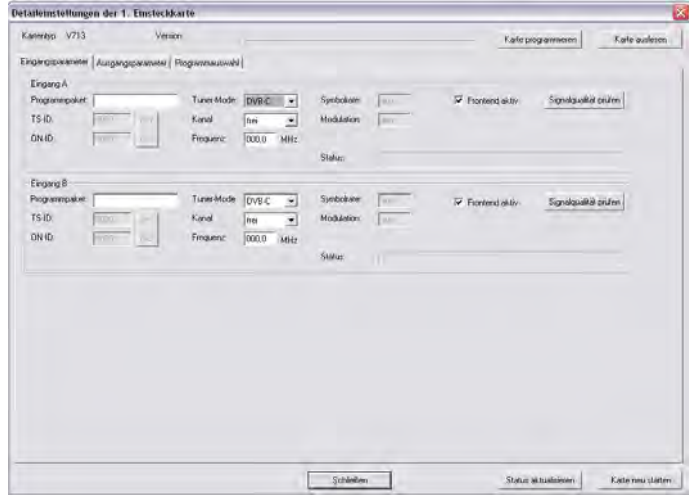 Detaileinstellungen der 1. Einsteckkarte
Kartentyp V713 Version: Karte programmieren Karte auslesen
Eingangsparameter Ausgangsparameter Programmauswahl
Eingang A
Programmpaket: Tuner-Mode: DVB-C Symbolrate: Frontend aktiv Signalqualität prüfen
TS-ID: Kanal frei Modulation:
ON-ID: Frequenz: 000,0 MHz
Status:
Eingang B
Programmpaket: Tuner-Mode: DVB-C Symbolrate: Frontend aktiv Signalqualität prüfen
TS-ID: Kanal frei Modulation:
ON-ID: Frequenz: 000,0 MHz
Status:
Schließen Status aktualisieren Karte neu starten